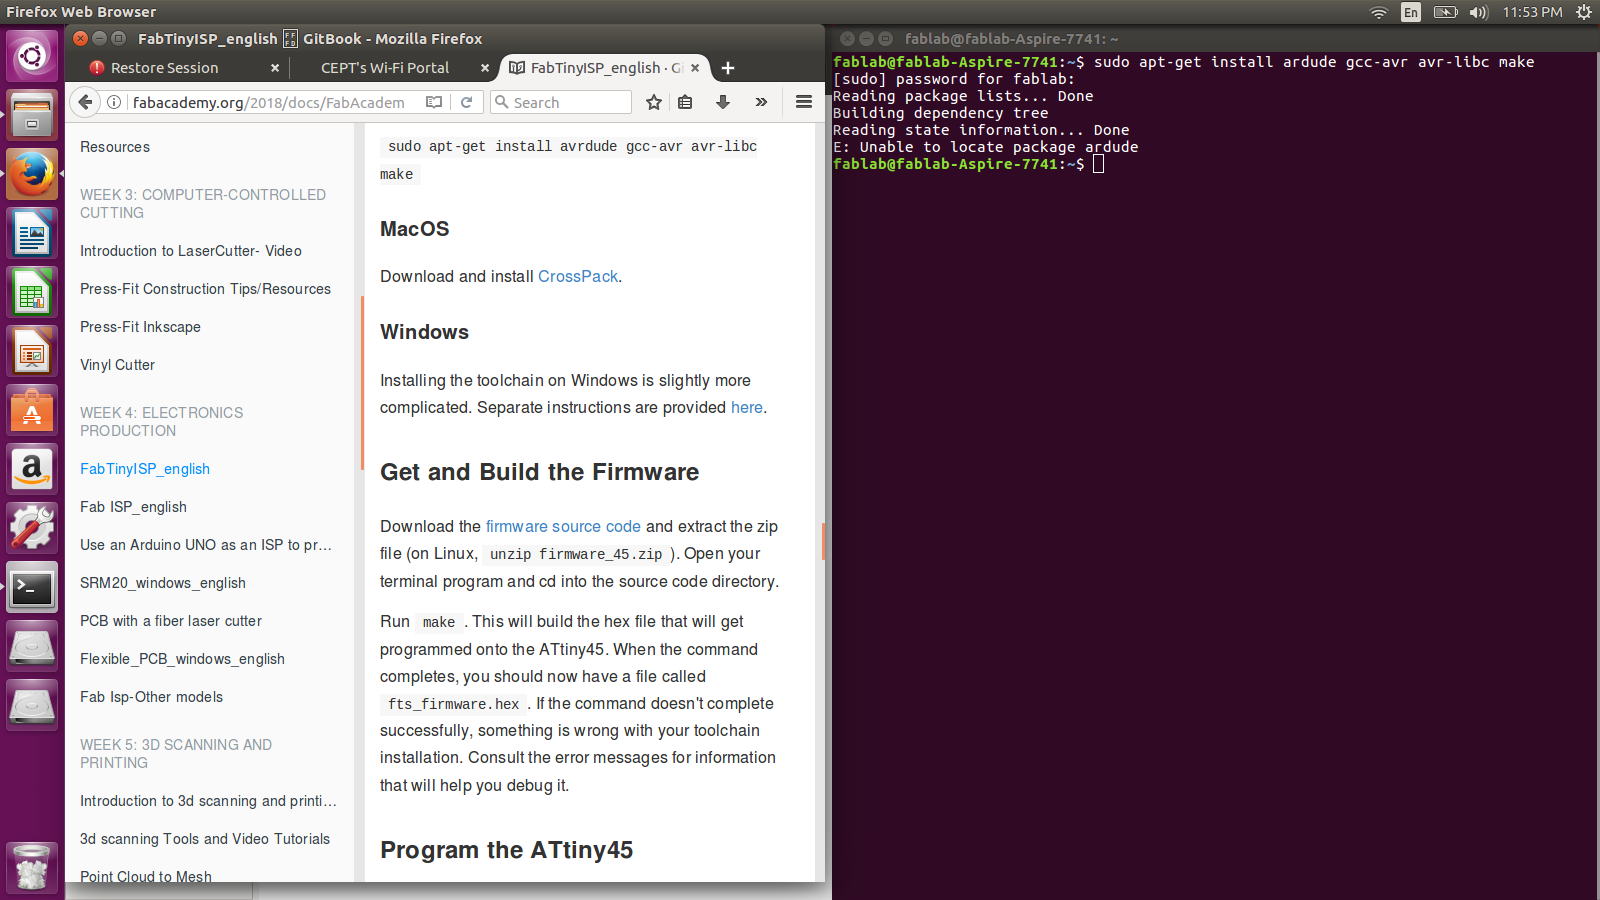 Firefox Web Browser
En
11:53 PM
FabTinyISP_english FFFD GitBook - Mozilla Firefox
Restore Session
CEPT's Wi-Fi Portal
FabTinyISP_english · Gi
fabacademy.org/2018/docs/FabAcadem
Search
Resources
WEEK 3: COMPUTER-CONTROLLED
CUTTING
Introduction to LaserCutter- Video
Press-Fit Construction Tips/Resources
Press-Fit Inkscape
Vinyl Cutter
WEEK 4: ELECTRONICS
PRODUCTION
FabTinyISP_english
Fab ISP_english
Use an Arduino UNO as an ISP to pr…
SRM20_windows_english
PCB with a fiber laser cutter
Flexible_PCB_windows_english
Fab Isp-Other models
WEEK 5: 3D SCANNING AND
PRINTING
Introduction to 3d scanning and printi…
3d scanning Tools and Video Tutorials
Point Cloud to Mesh
sudo apt-get install avrdude gcc-avr avr-libc
make
MacOS
Download and install CrossPack.
Windows
Installing the toolchain on Windows is slightly more
complicated. Separate instructions are provided here.
Get and Build the Firmware
Download the firmware source code and extract the zip
file (on Linux, unzip firmware_45.zip ). Open your
terminal program and cd into the source code directory.
Run make . This will build the hex file that will get
programmed onto the ATtiny45. When the command
completes, you should now have a file called
fts_firmware.hex . If the command doesn't complete
successfully, something is wrong with your toolchain
installation. Consult the error messages for information
that will help you debug it.
Program the ATtiny45
fablab@fablab-Aspire-7741: ~
fablab@fablab-Aspire-7741:~$ sudo apt-get install ardude gcc-avr avr-libc make
[sudo] password for fablab:
Reading package lists... Done
Building dependency tree
Reading state information... Done
E: Unable to locate package ardude
fablab@fablab-Aspire-7741:~$